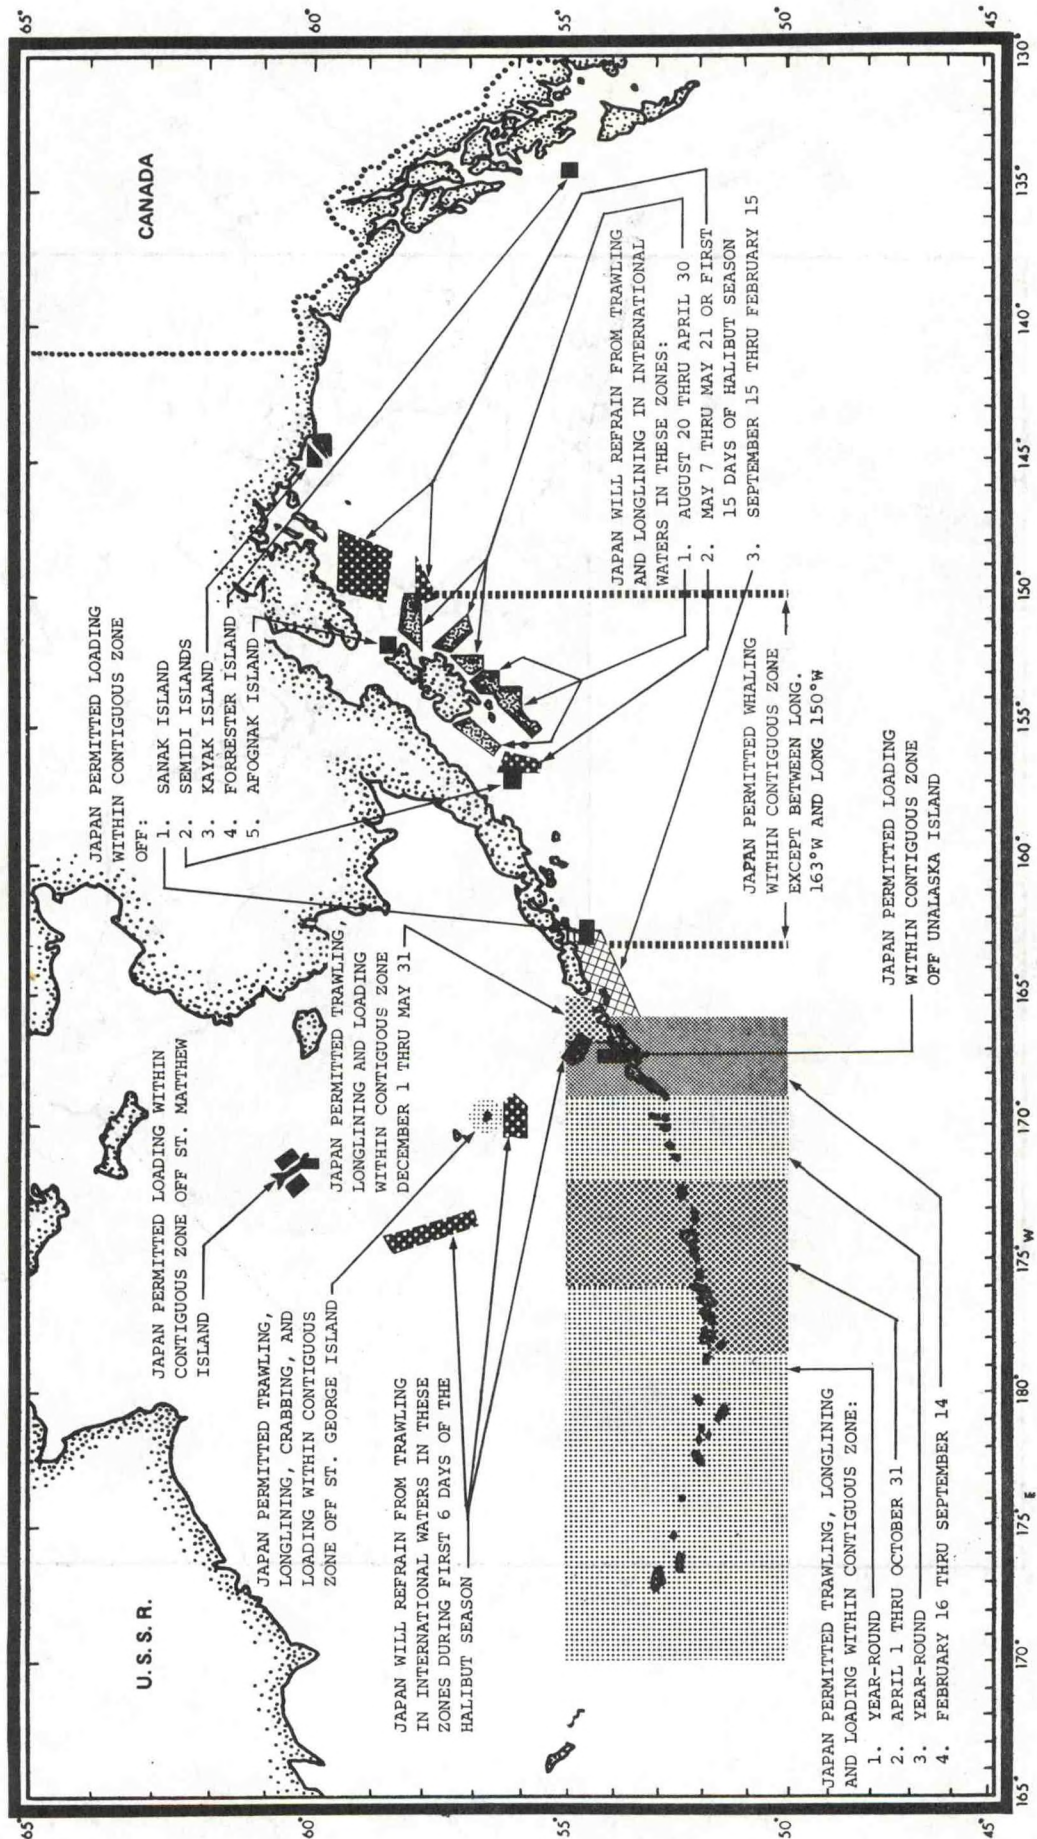 65°
60°
55°
50°
45°
U.S.S.R.
CANADA
JAPAN PERMITTED LOADING WITHIN
CONTIGUOUS ZONE OFF ST. MATTHEW
ISLAND
JAPAN PERMITTED LOADING
WITHIN CONTIGUOUS ZONE
OFF:
1. SANAK ISLAND
2. SEMIDI ISLANDS
3. KAYAK ISLAND
4. FORRESTER ISLAND
5. AFOGNAK ISLAND
JAPAN PERMITTED TRAWLING,
LONGLINING, CRABBING, AND
LOADING WITHIN CONTIGUOUS
ZONE OFF ST. GEORGE ISLAND
JAPAN PERMITTED TRAWLING,
LONGLINING AND LOADING
WITHIN CONTIGUOUS ZONE
DECEMBER 1 THRU MAY 31
JAPAN WILL REFRAIN FROM TRAWLING
IN INTERNATIONAL WATERS IN THESE
ZONES DURING FIRST 6 DAYS OF THE
HALIBUT SEASON
JAPAN WILL REFRAIN FROM TRAWLING
AND LONGLINING IN INTERNATIONAL
WATERS IN THESE ZONES:
1. AUGUST 20 THRU APRIL 30
2. MAY 7 THRU MAY 21 OR FIRST
15 DAYS OF HALIBUT SEASON
3. SEPTEMBER 15 THRU FEBRUARY 15
JAPAN PERMITTED WHALING
WITHIN CONTIGUOUS ZONE
EXCEPT BETWEEN LONG.
163°W AND LONG 150°W
JAPAN PERMITTED LOADING
WITHIN CONTIGUOUS ZONE
OFF UNALASKA ISLAND
JAPAN PERMITTED TRAWLING, LONGLINING
AND LOADING WITHIN CONTIGUOUS ZONE:
1. YEAR-ROUND
2. APRIL 1 THRU OCTOBER 31
3. YEAR-ROUND
4. FEBRUARY 16 THRU SEPTEMBER 14
65°
60°
55°
50°
45°
165°
170°
175° E
180°
175° W
170°
165°
160°
155°
150°
145°
140°
135°
130°